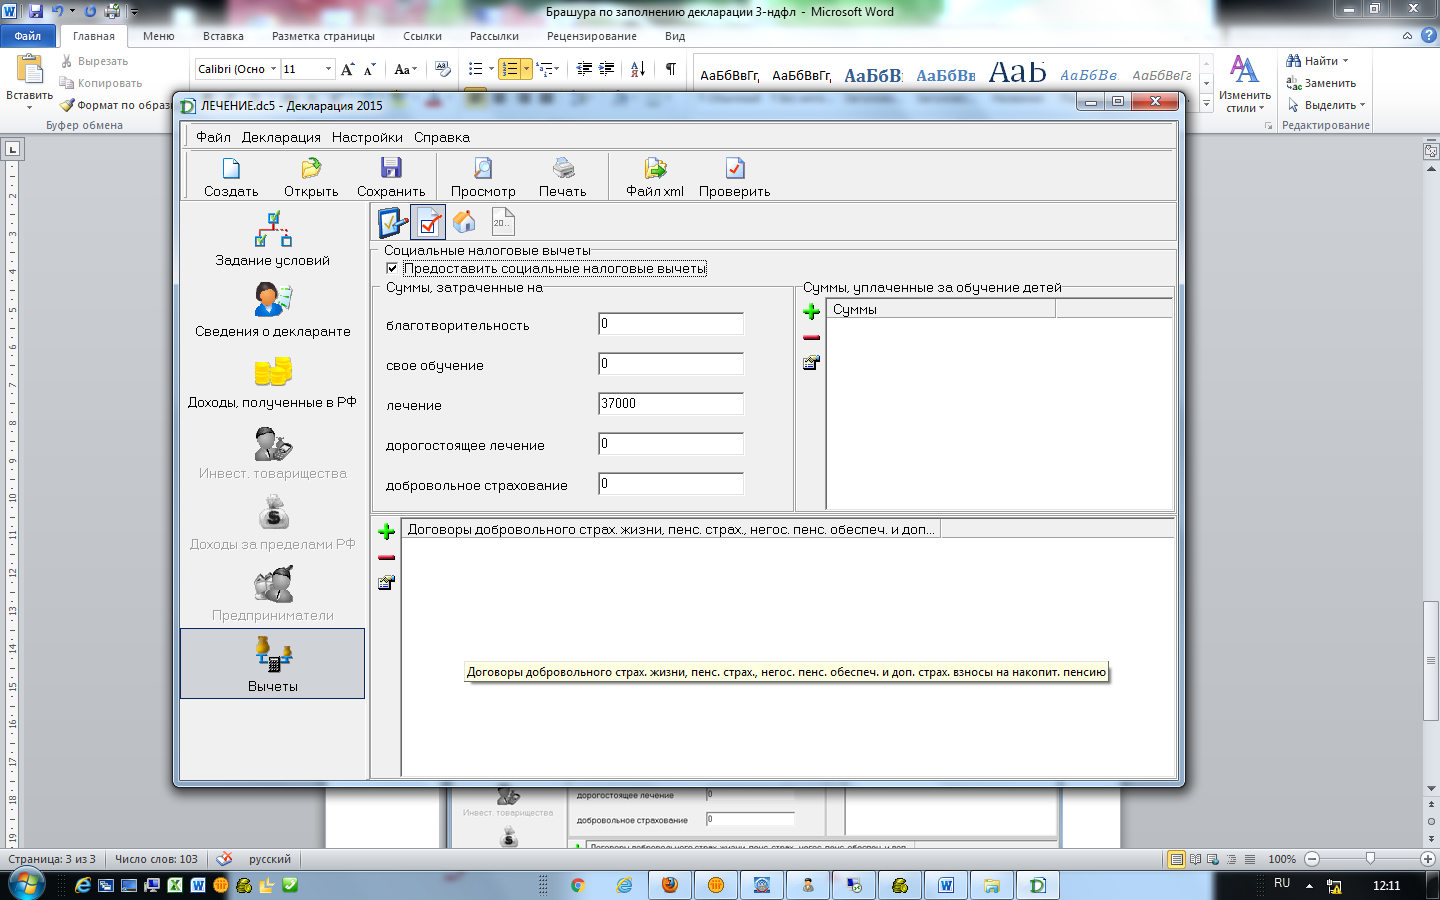 Брашура по заполнению декларации 3-ндфл - Microsoft Word
Файл
Главная
Меню
Вставка
Разметка страницы
Ссылки
Рассылки
Рецензирование
Вид
Вставить
Вырезать
Копировать
Формат по образ
Буфер обмена
Calibri (Осно
11
АаБбВвГг,
АаБбВвГг,
АаБбВ
АаБбВв
АаБ
АаБбВв.
АаБбВвГг
Изменить стили
Найти
Заменить
Выделить
Редактирование
ЛЕЧЕНИЕ.dc5 - Декларация 2015
Файл Декларация Настройки Справка
Создать
Открыть
Сохранить
Просмотр
Печать
Файл xml
Проверить
20...
Задание условий
Сведения о декларанте
Доходы, полученные в РФ
Инвест. товарищества
Доходы за пределами РФ
Предприниматели
Вычеты
Социальные налоговые вычеты
Предоставить социальные налоговые вычеты
Суммы, затраченные на
благотворительность 0
свое обучение 0
лечение 37000
дорогостоящее лечение 0
добровольное страхование 0
Суммы, уплаченные за обучение детей
Суммы
Договоры добровольного страх. жизни, пенс. страх., негос. пенс. обеспеч. и доп...
Договоры добровольного страх. жизни, пенс. страх., негос. пенс. обеспеч. и доп. страх. взносы на накопит. пенсию
Инвест. товарищества
дорогостоящее лечение 0
добровольное страхование 0
Страница: 3 из 3
Число слов: 103
русский
100%
RU
12:11